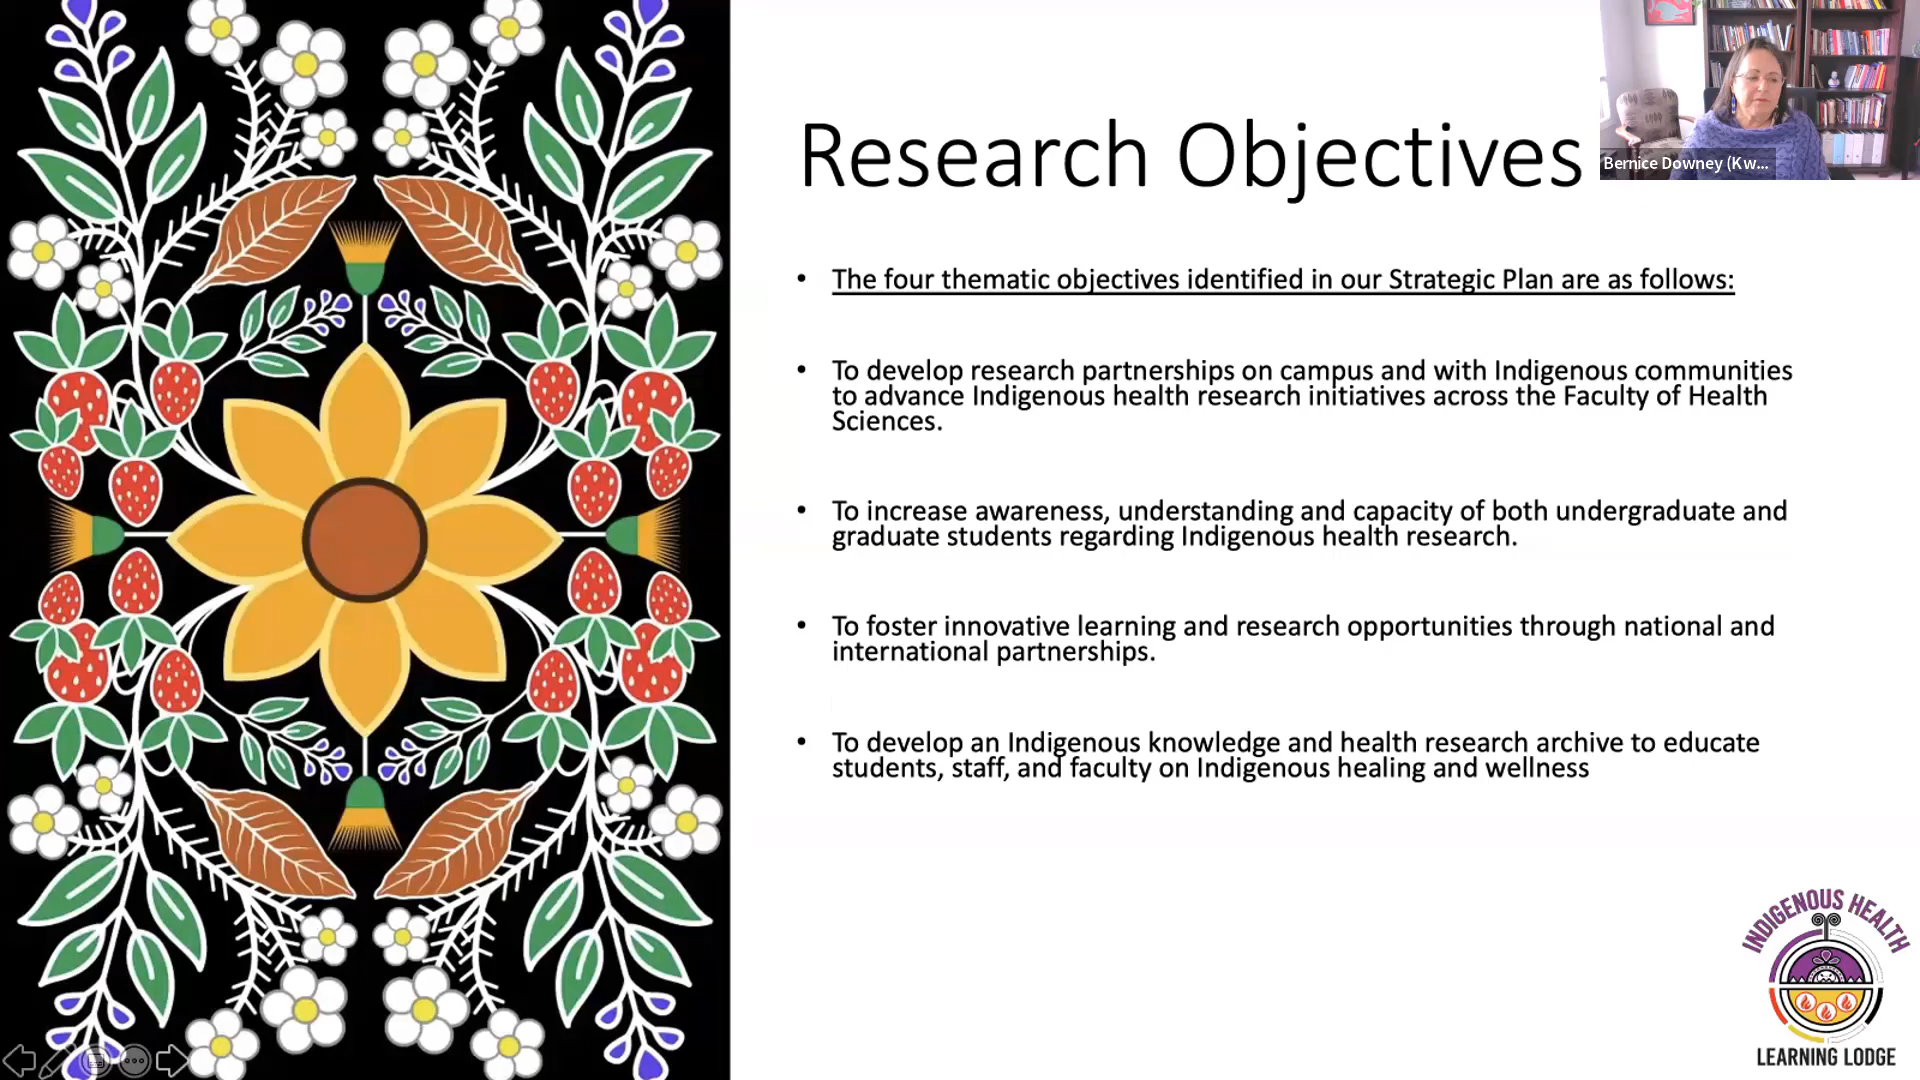 Research Objectives
Bernice Downey (Kw...
• The four thematic objectives identified in our Strategic Plan are as follows:
• To develop research partnerships on campus and with Indigenous communities
to advance Indigenous health research initiatives across the Faculty of Health
Sciences.
• To increase awareness, understanding and capacity of both undergraduate and
graduate students regarding Indigenous health research.
• To foster innovative learning and research opportunities through national and
international partnerships.
• To develop an Indigenous knowledge and health research archive to educate
students, staff, and faculty on Indigenous healing and wellness
INDIGENOUS HEALTH
LEARNING LODGE